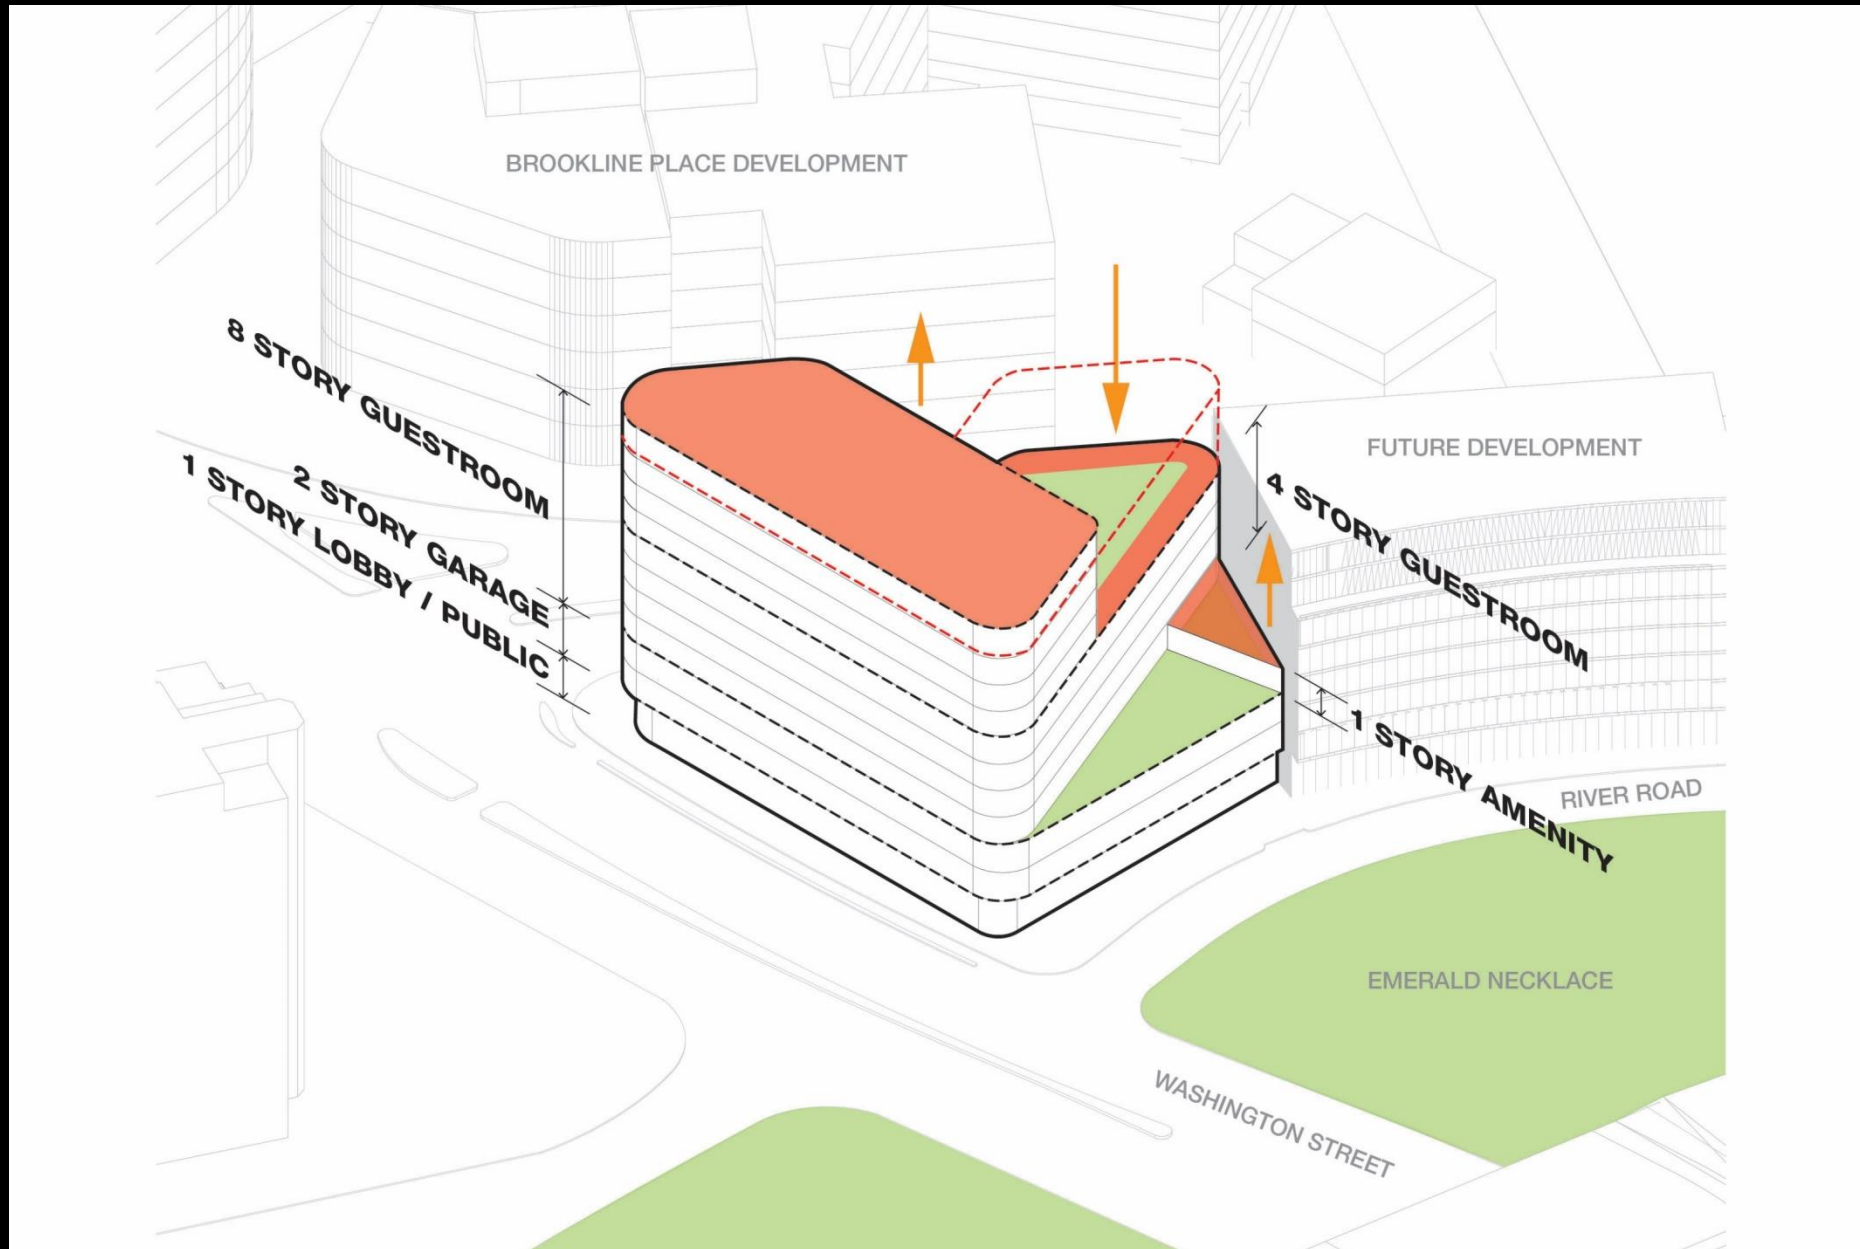 BROOKLINE PLACE DEVELOPMENT
8 STORY GUESTROOM
2 STORY GARAGE
1 STORY LOBBY / PUBLIC
FUTURE DEVELOPMENT
4 STORY GUESTROOM
1 STORY AMENITY
RIVER ROAD
EMERALD NECKLACE
WASHINGTON STREET